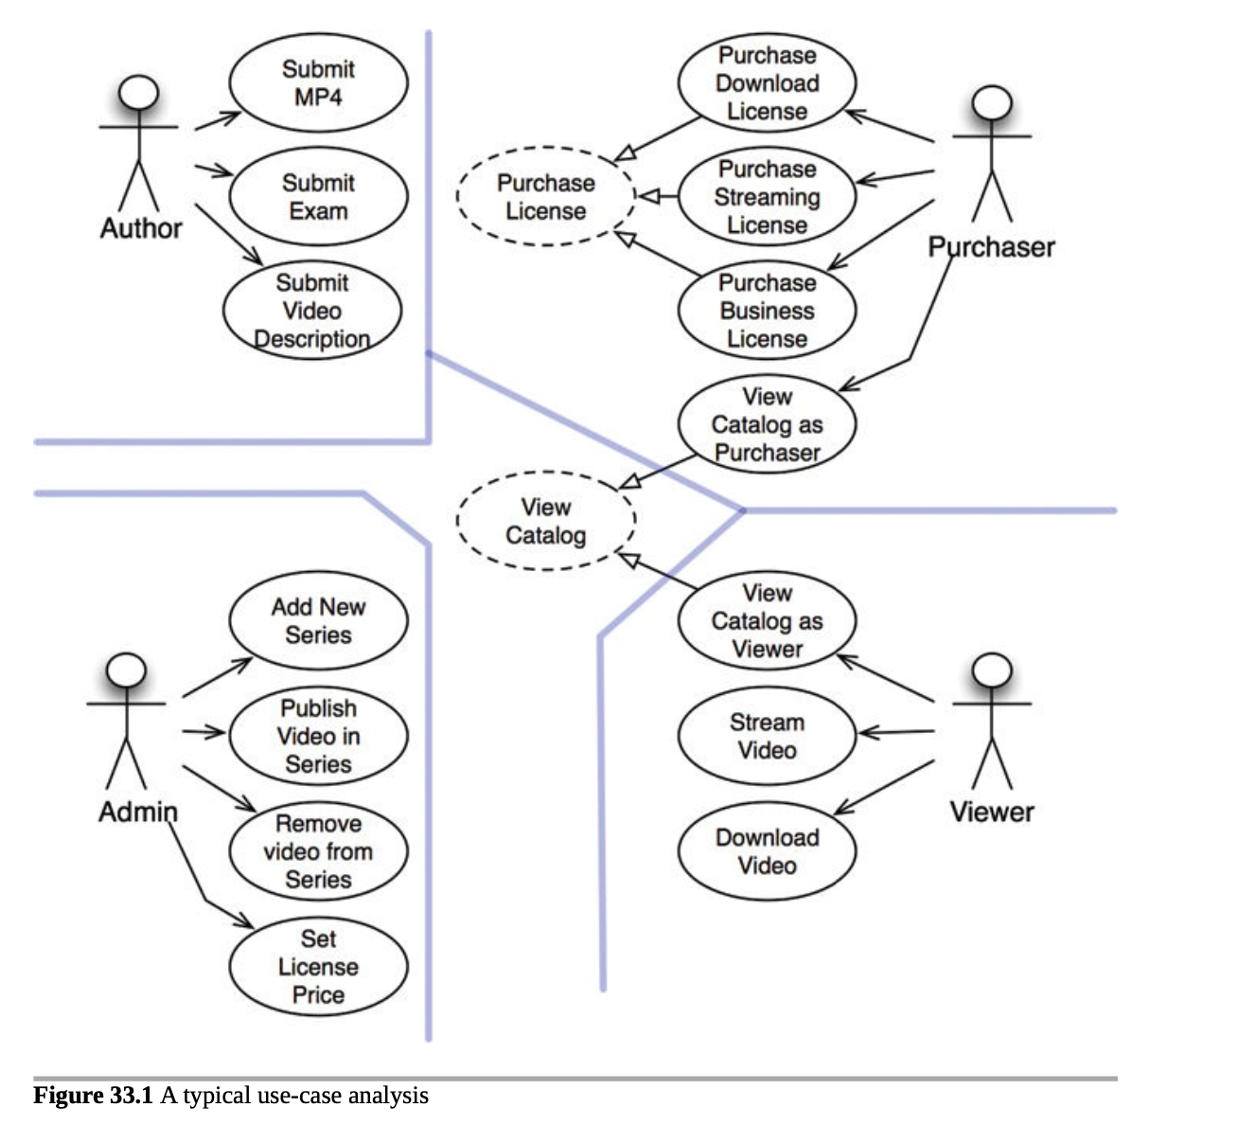 Submit
MP4
Submit
Exam
Submit
Video
Description
Author
Purchase
License
Purchase
Download
License
Purchase
Streaming
License
Purchase
Business
License
Purchaser
View
Catalog as
Purchaser
View
Catalog
Add New
Series
Publish
Video in
Series
Remove
video from
Series
Set
License
Price
Admin
View
Catalog as
Viewer
Stream
Video
Download
Video
Viewer
Figure 33.1 A typical use-case analysis